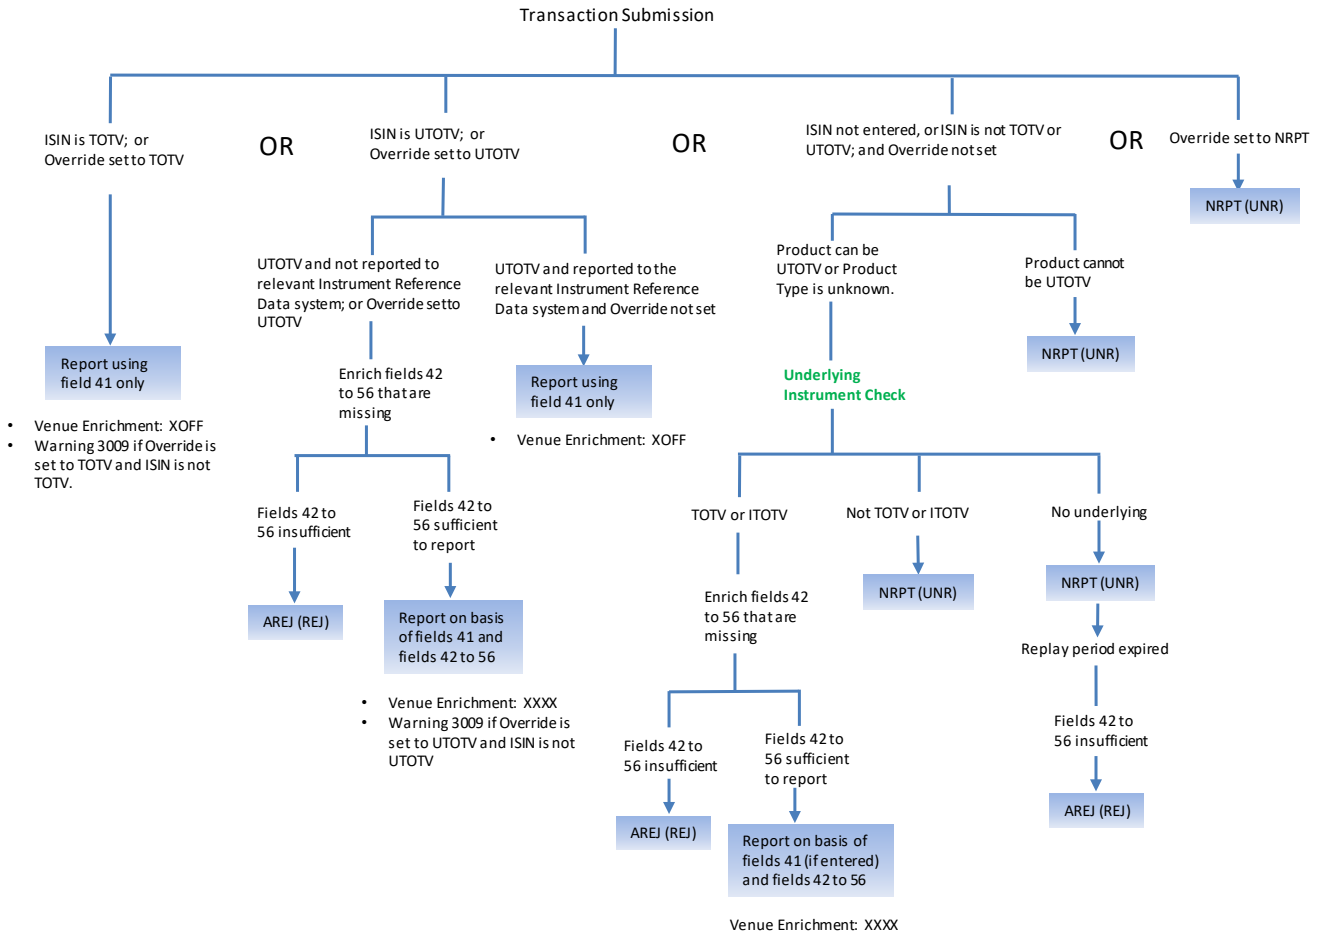 Transaction Submission
ISIN is TOTV; or
Override set to TOTV
OR
ISIN is UTOTV; or
Override set to UTOTV
OR
ISIN not entered, or ISIN is not TOTV or
UTOTV; and Override not set
OR
Override set to NRPT
NRPT (UNR)
UTOTV and not reported to
relevant Instrument Reference
Data system; or Override set to
UTOTV
UTOTV and reported to the
relevant Instrument Reference
Data system and Override not set
Product can be
UTOTV or Product
Type is unknown.
Product cannot
be UTOTV
NRPT (UNR)
Report using
field 41 only
• Venue Enrichment: XOFF
• Warning 3009 if Override is
set to TOTV and ISIN is not
TOTV.
Enrich fields 42
to 56 that are
missing
Report using
field 41 only
• Venue Enrichment: XOFF
Underlying
Instrument Check
Fields 42 to
56 insufficient
AREJ (REJ)
Fields 42 to
56 sufficient
to report
Report on basis
of fields 41 and
fields 42 to 56
• Venue Enrichment: XXXX
• Warning 3009 if Override is
set to UTOTV and ISIN is not
UTOTV
TOTV or ITOTV
Not TOTV or ITOTV
No underlying
NRPT (UNR)
NRPT (UNR)
Enrich fields 42
to 56 that are
missing
Replay period expired
Fields 42 to
56 insufficient
AREJ (REJ)
Fields 42 to
56 sufficient
to report
Report on basis of
fields 41 (if entered)
and fields 42 to 56
Venue Enrichment: XXXX
Fields 42 to
56 insufficient
AREJ (REJ)